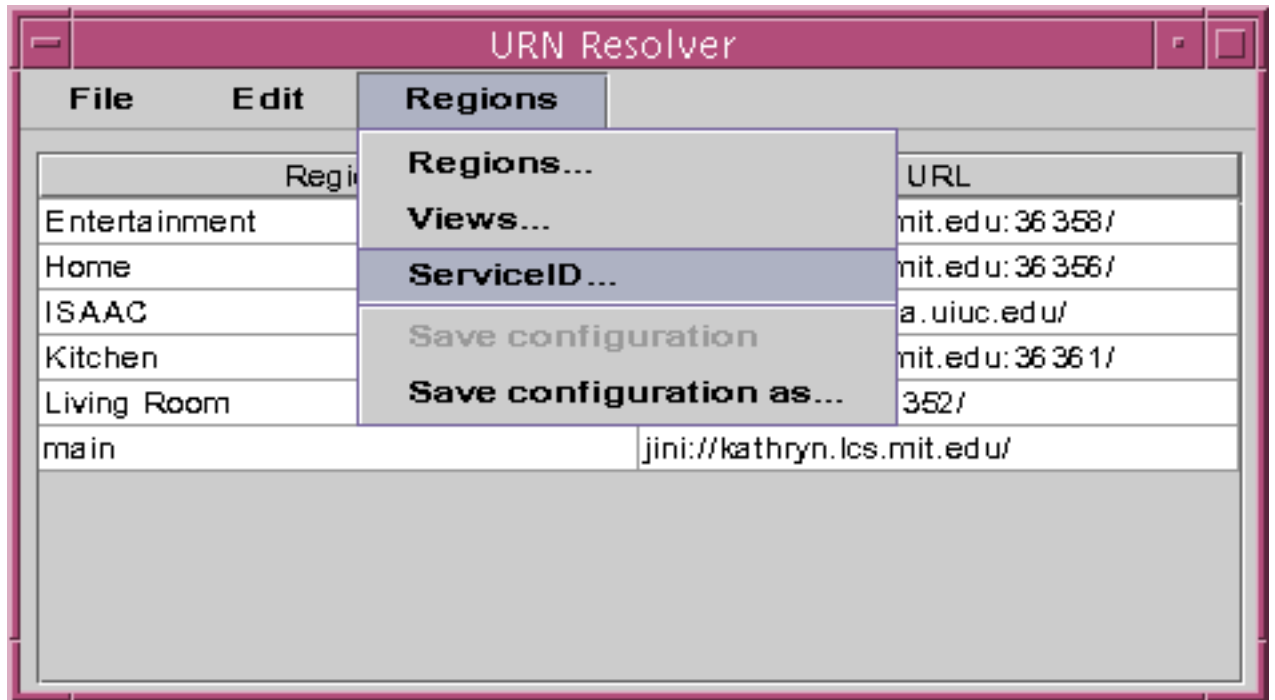 URN Resolver
File Edit Regions
Regions...
Views...
ServiceID...
Save configuration
Save configuration as...
URL
Entertainment mit.edu:36358/
Home mit.edu:36356/
ISAAC a.uiuc.edu/
Kitchen mit.edu:36361/
Living Room 352/
main jini://kathryn.lcs.mit.edu/